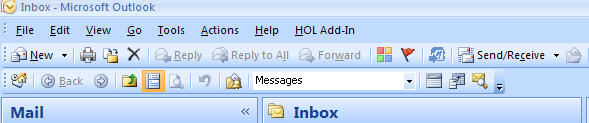 Inbox - Microsoft Outlook
File Edit View Go Tools Actions HOL Add-In
New Reply Reply to All Forward Send/Receive
Back Messages
Mail Inbox